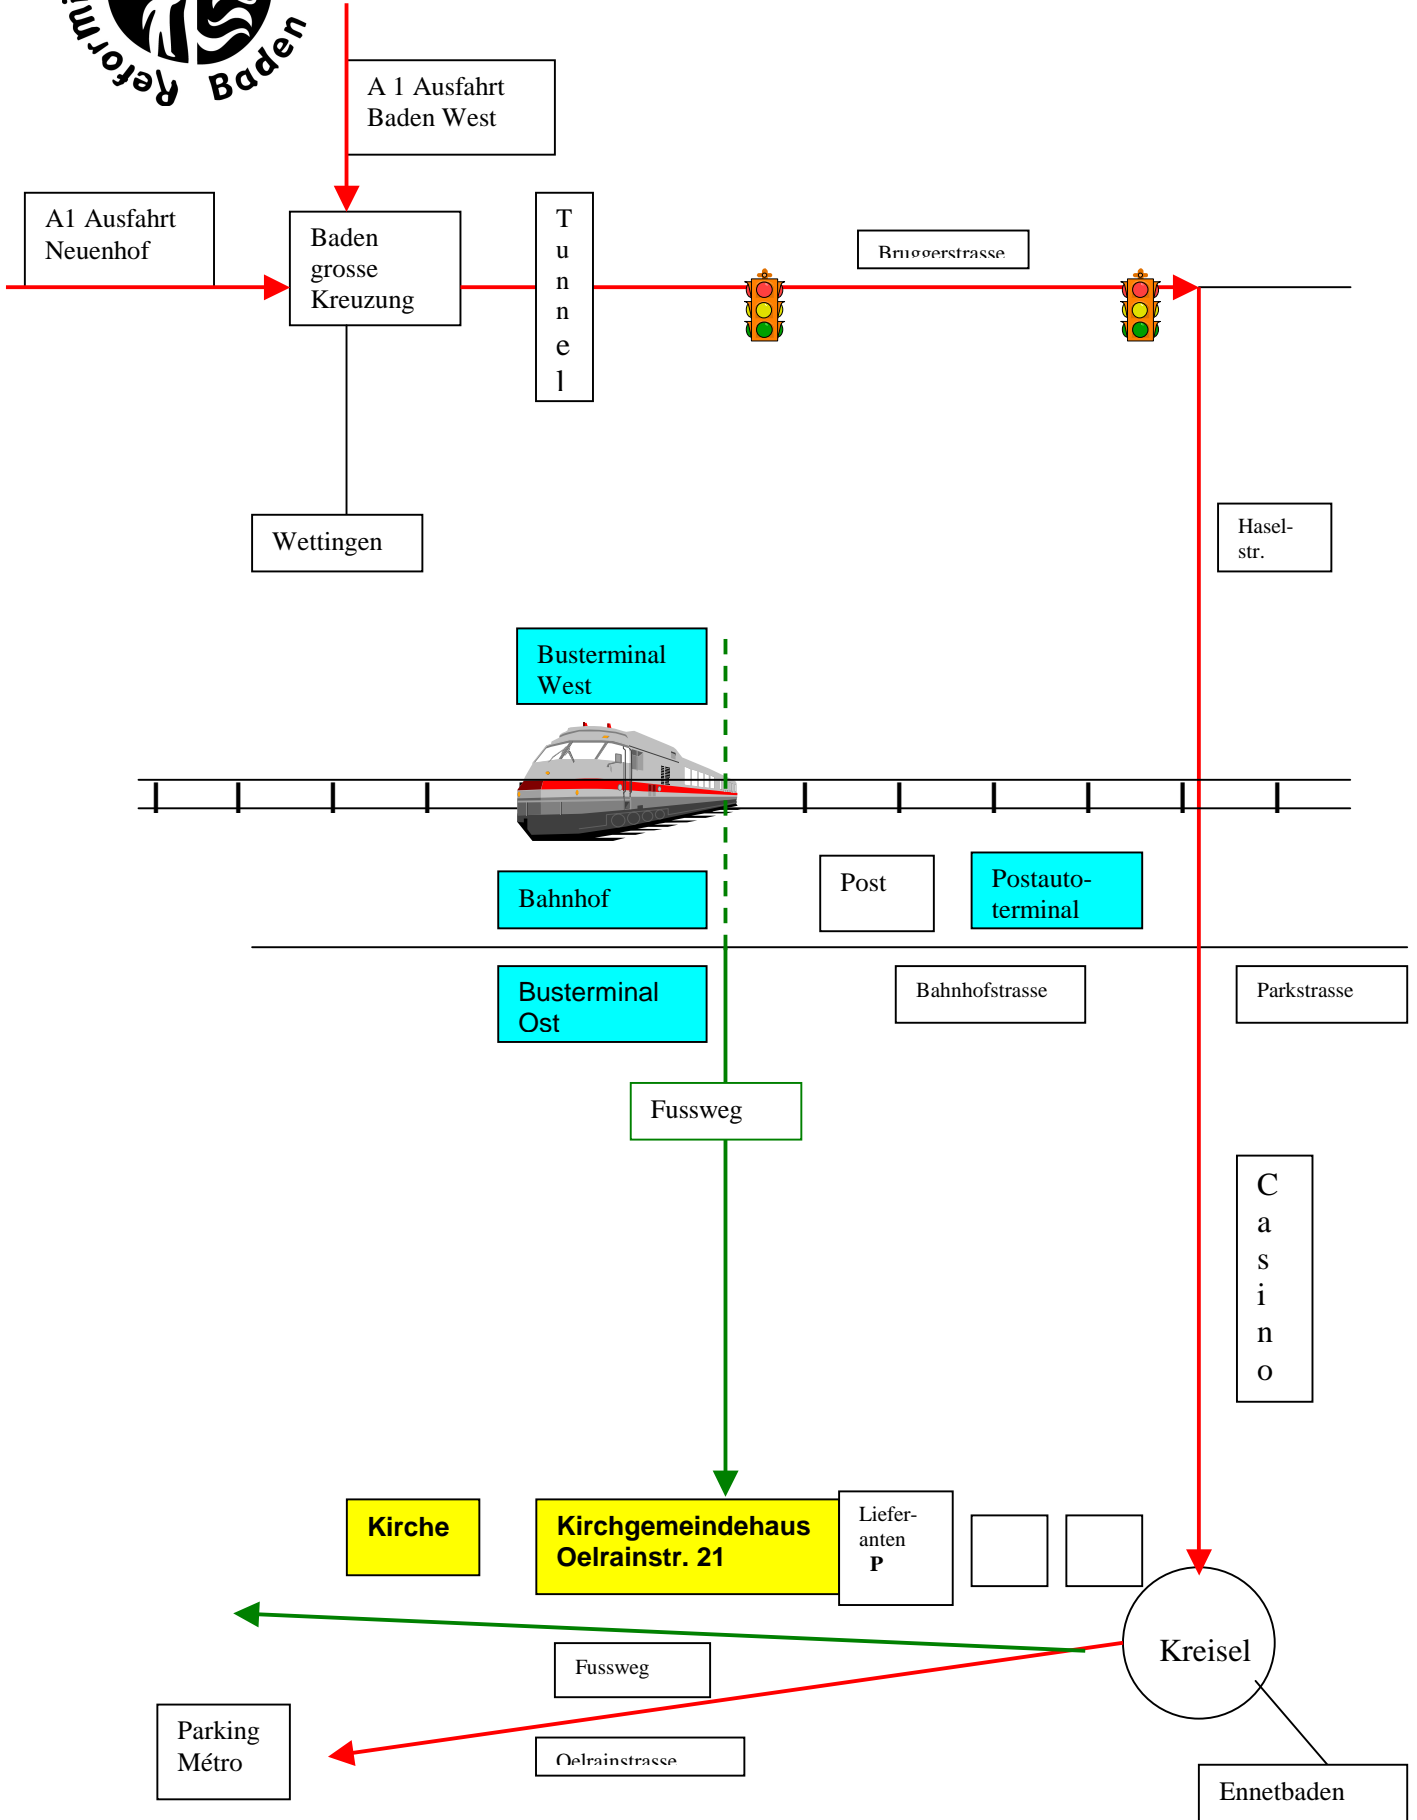 Baden
A 1 Ausfahrt
Baden West
A1 Ausfahrt
Neuenhof
Baden
grosse
Kreuzung
T
u
n
n
e
l
Bruggerstrasse
Wettingen
Hasel-
str.
Busterminal
West
Bahnhof
Post
Postauto-
terminal
Busterminal
Ost
Bahnhofstrasse
Parkstrasse
Fussweg
C
a
s
i
n
o
Kirche
Kirchgemeindehaus
Oelrainstr. 21
Liefer-
anten
P
Kreisel
Fussweg
Parking
Métro
Oelrainstrasse
Ennetbaden